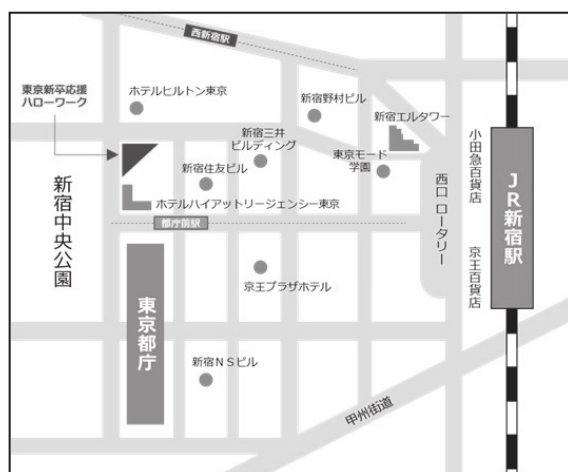 西新宿駅
東京新卒応援
ハローワーク
ホテルヒルトン東京
新宿野村ビル
新宿エルタワー
新宿三井
ビルディング
東京モード
学園
新宿住友ビル
ホテルハイアットリージェンシー東京
都庁前駅
新宿中央公園
西口 ロータリー
小田急百貨店
京王百貨店
JR新宿駅
京王プラザホテル
東京都庁
新宿NSビル
甲州街道